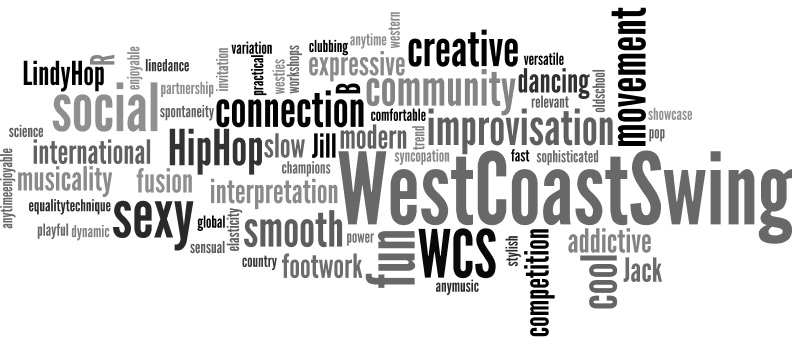 movement
western
anytime
creative
clubbing
variation
versatile
R
enjoyable
linedance
invitation
practical
westies
workshops
expressive
LindyHop
partnership
B
community
dancing
oldschool
social
spontaneity
connection
comfortable
relevant
showcase
science
international
HipHop
slow
Jill
modern
trend
improvisation
pop
anytimeenjoyable
musicality
fusion
champions
syncopation
fast
sophisticated
interpretation
WestCoastSwing
equalitytechnique
sexy
global
elasticity
playful
dynamic
sensual
smooth
power
fun
WCS
stylish
competition
addictive
country
footwork
anymusic
cool
Jack